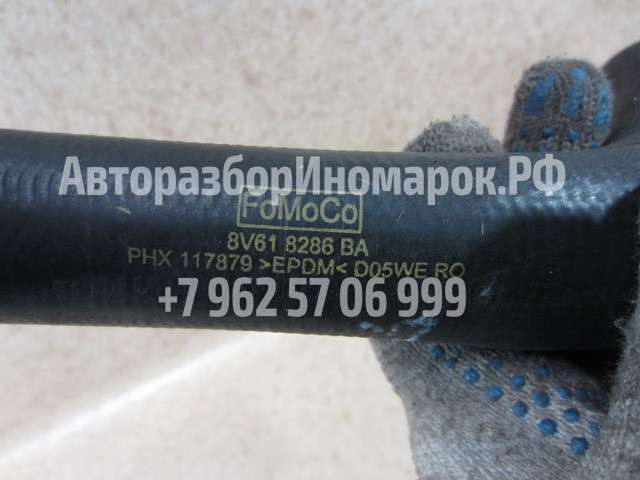 АвторазборИномарок.РФ
FoMoCo
8V61 8286 BA
PHX 117879 >EPDM< D05WE RO
+7 962 57 06 999